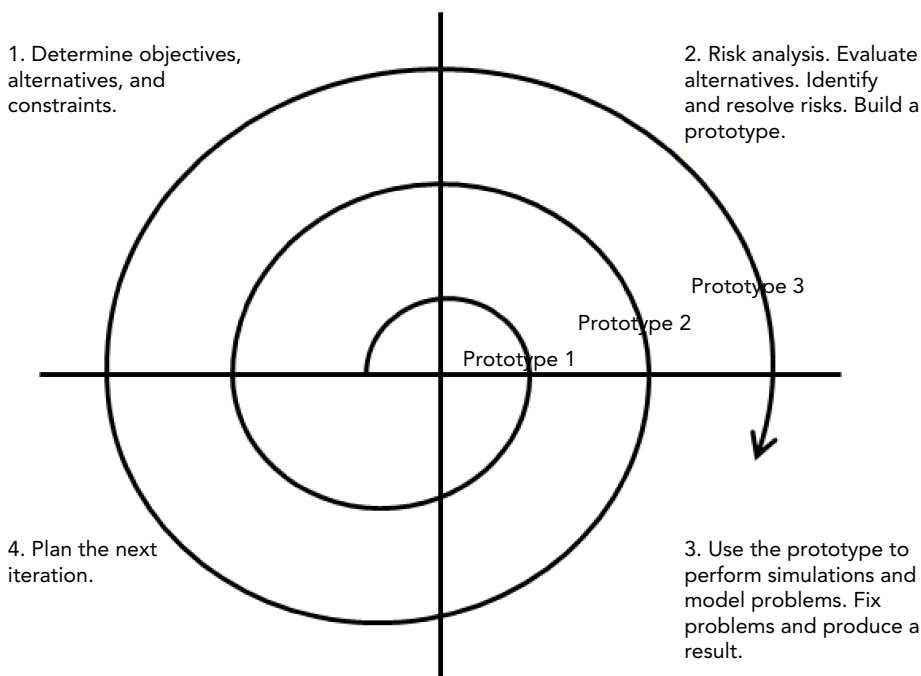 1. Determine objectives,
alternatives, and
constraints.
2. Risk analysis. Evaluate
alternatives. Identify
and resolve risks. Build a
prototype.
Prototype 3
Prototype 2
Prototype 1
4. Plan the next
iteration.
3. Use the prototype to
perform simulations and
model problems. Fix
problems and produce a
result.